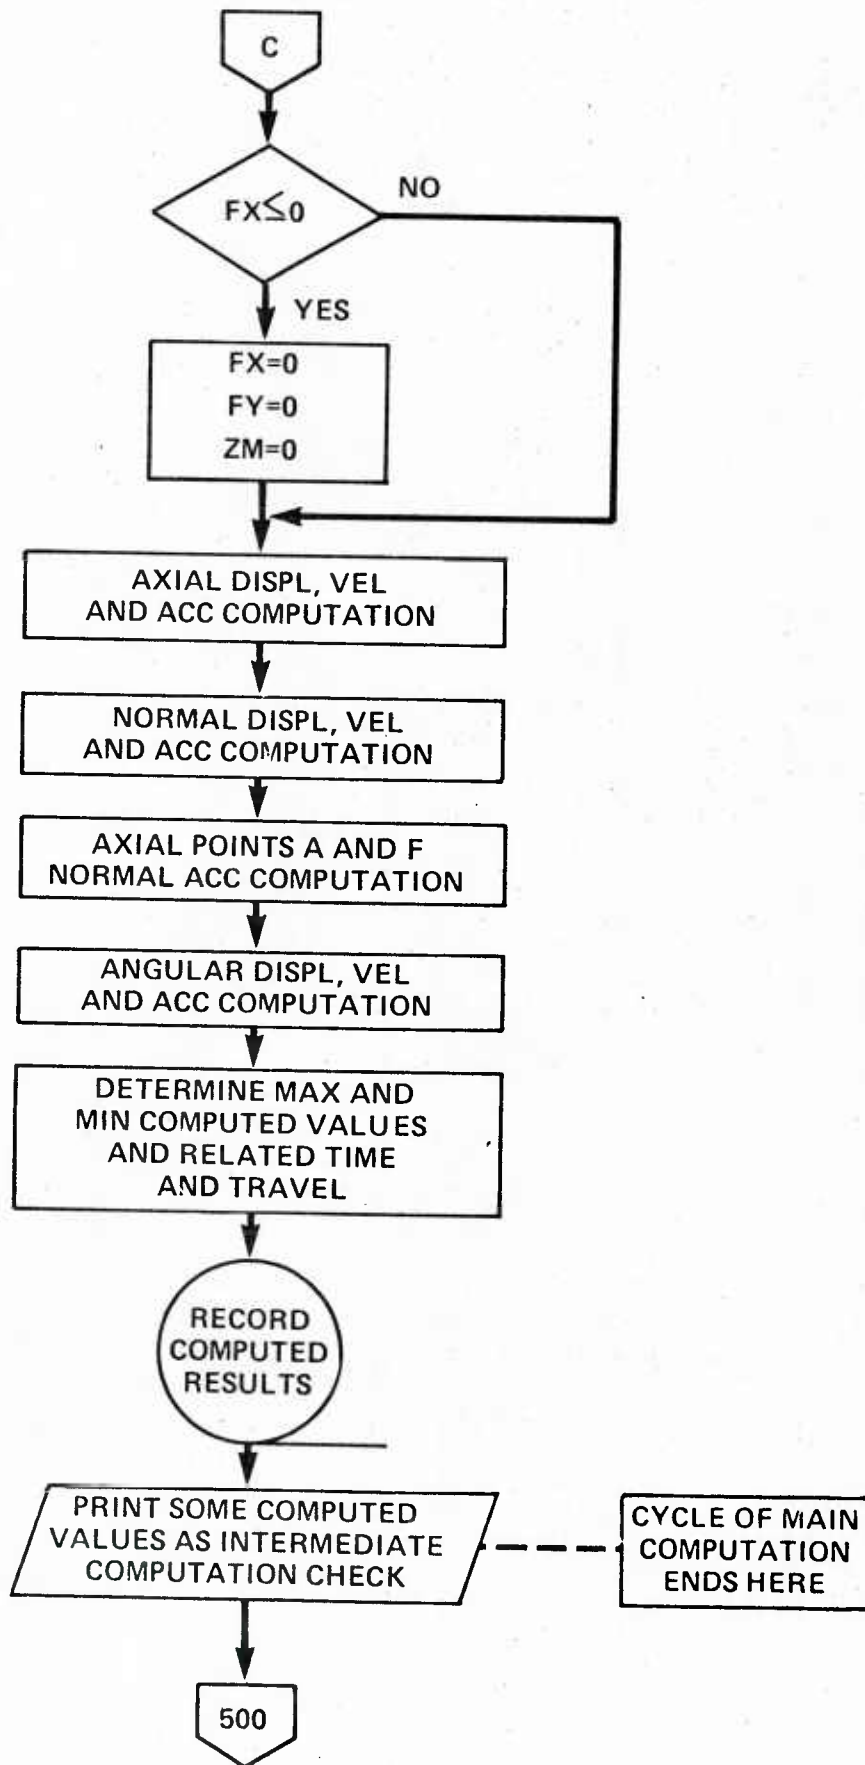 C
FX≤0
NO
YES
FX=0
FY=0
ZM=0
AXIAL DISPL, VEL
AND ACC COMPUTATION
NORMAL DISPL, VEL
AND ACC COMPUTATION
AXIAL POINTS A AND F
NORMAL ACC COMPUTATION
ANGULAR DISPL, VEL
AND ACC COMPUTATION
DETERMINE MAX AND
MIN COMPUTED VALUES
AND RELATED TIME
AND TRAVEL
RECORD
COMPUTED
RESULTS
PRINT SOME COMPUTED
VALUES AS INTERMEDIATE
COMPUTATION CHECK
CYCLE OF MAIN
COMPUTATION
ENDS HERE
500